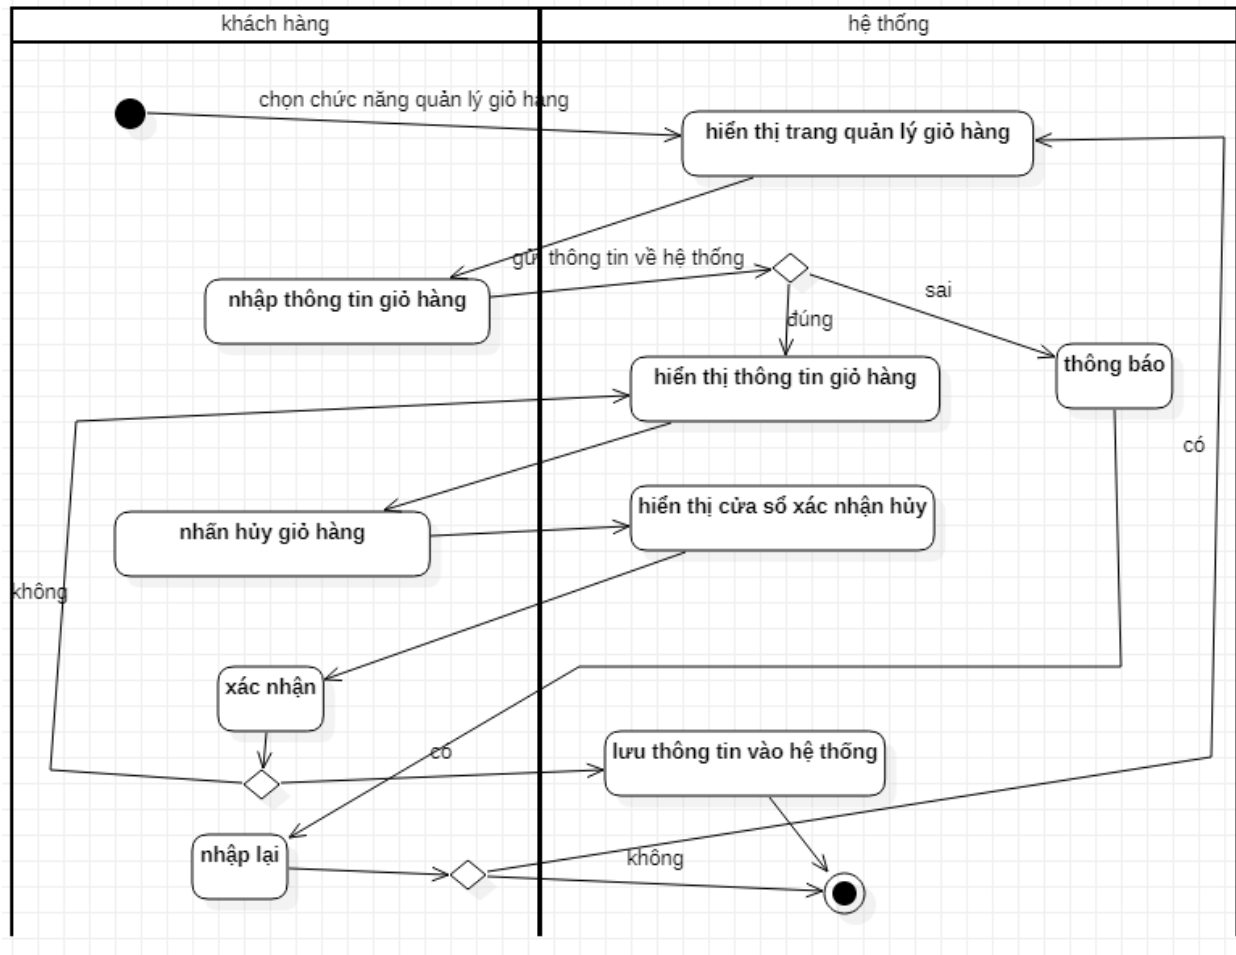 khách hàng
hệ thống
chọn chức năng quản lý giỏ hàng
hiển thị trang quản lý giỏ hàng
gửi thông tin về hệ thống
nhập thông tin giỏ hàng
sai
đúng
thông báo
hiển thị thông tin giỏ hàng
có
hiển thị cửa sổ xác nhận hủy
nhấn hủy giỏ hàng
không
xác nhận
có
lưu thông tin vào hệ thống
nhập lại
không